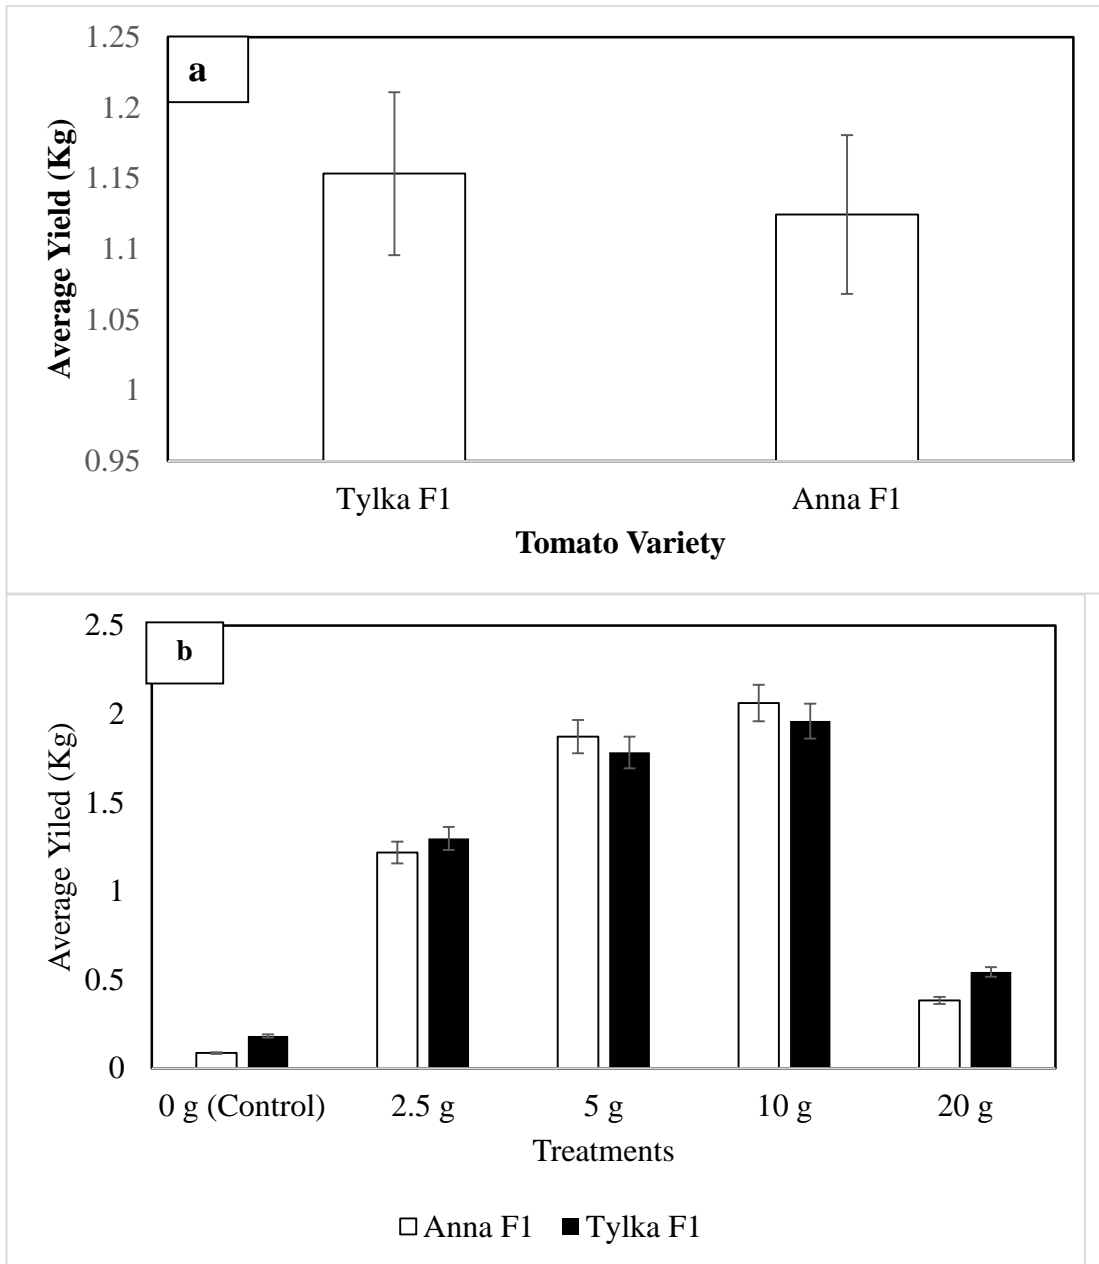 a
Average Yield (Kg)
1.25
1.2
1.15
1.1
1.05
1
0.95
Tylka F1 Anna F1
Tomato Variety
b
Average Yiled (Kg)
2.5
2
1.5
1
0.5
0
0 g (Control) 2.5 g 5 g 10 g 20 g
Treatments
Anna F1 Tylka F1